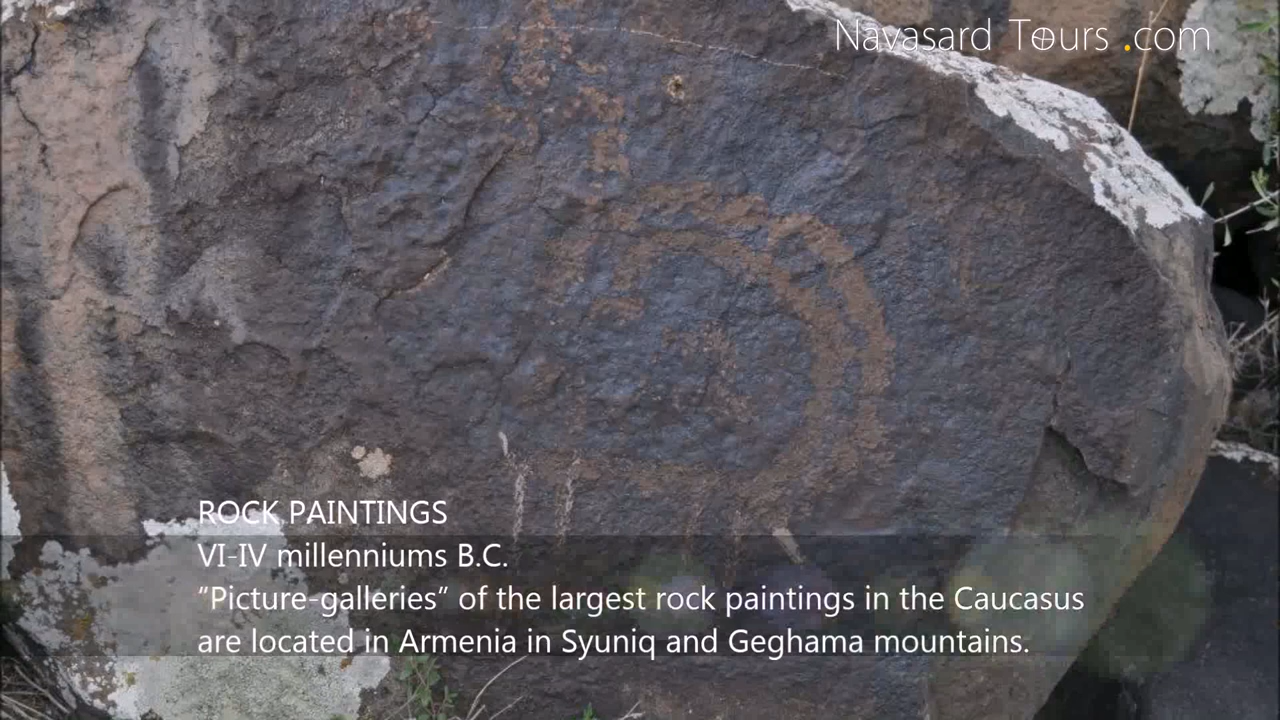 Navasard Tours .com
ROCK PAINTINGS
VI-IV millenniums B.C.
“Picture-galleries” of the largest rock paintings in the Caucasus
are located in Armenia in Syuniq and Geghama mountains.